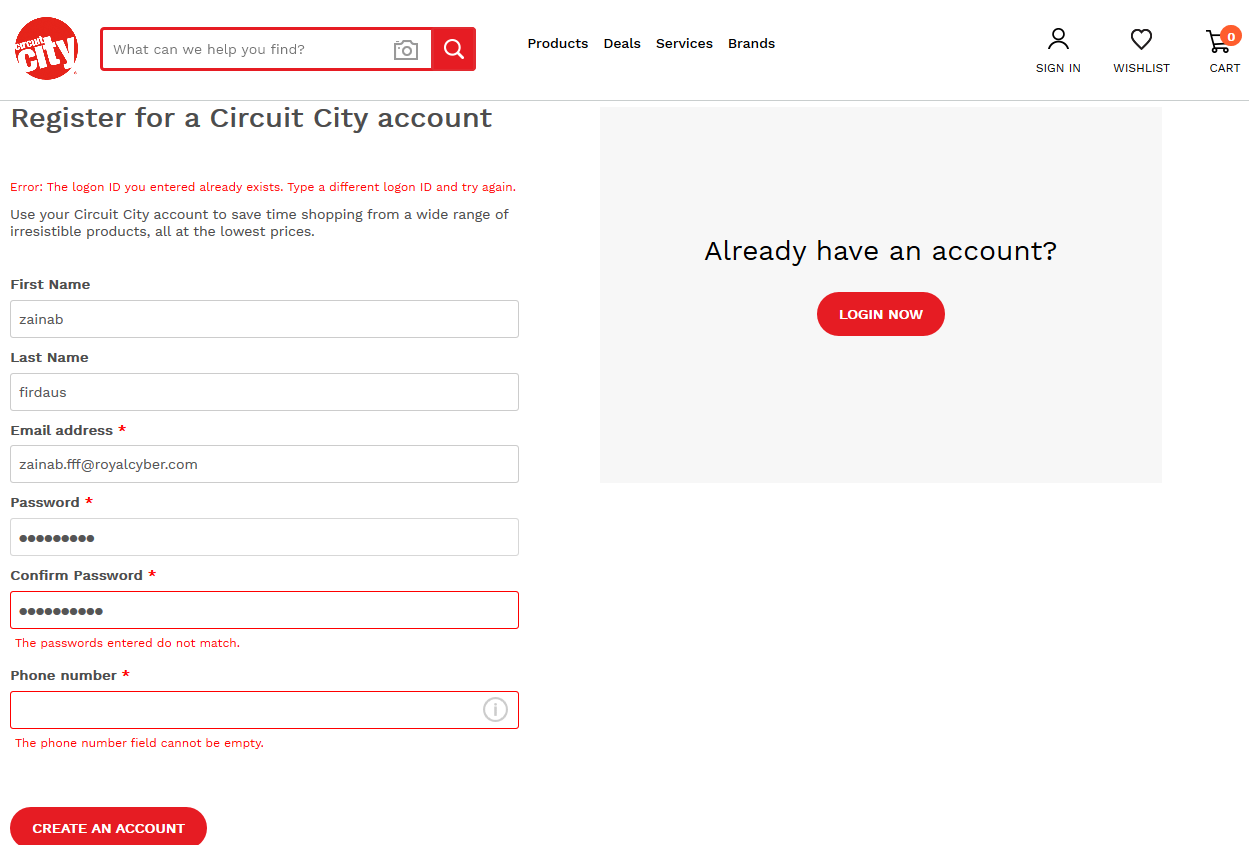 circuit
city
What can we help you find?
Products Deals Services Brands
SIGN IN
WISHLIST
0
CART
Register for a Circuit City account
Error: The logon ID you entered already exists. Type a different logon ID and try again.
Use your Circuit City account to save time shopping from a wide range of
irresistible products, all at the lowest prices.
First Name
zainab
Last Name
firdaus
Email address *
zainab.fff@royalcyber.com
Password *
●●●●●●●●●
Confirm Password *
●●●●●●●●●●
The passwords entered do not match.
Phone number *
The phone number field cannot be empty.
CREATE AN ACCOUNT
Already have an account?
LOGIN NOW